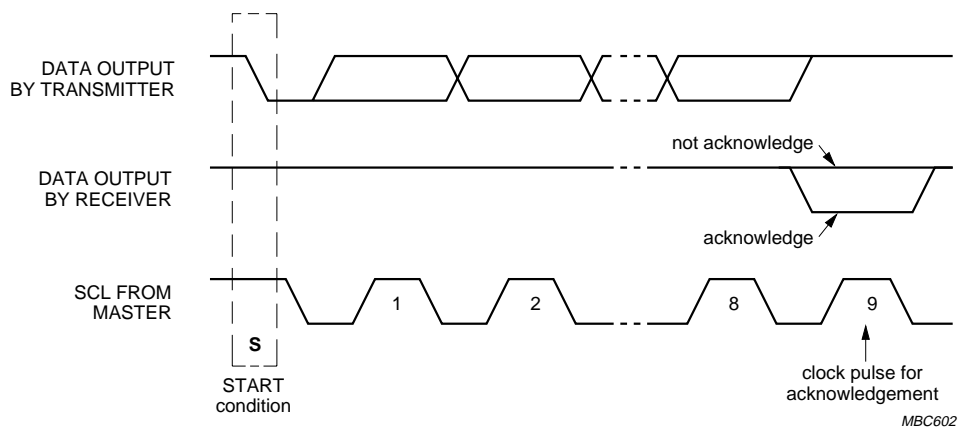 DATA OUTPUT
BY TRANSMITTER
not acknowledge
DATA OUTPUT
BY RECEIVER
acknowledge
SCL FROM
MASTER
1
2
8
9
S
START
condition
clock pulse for
acknowledgement
MBC602